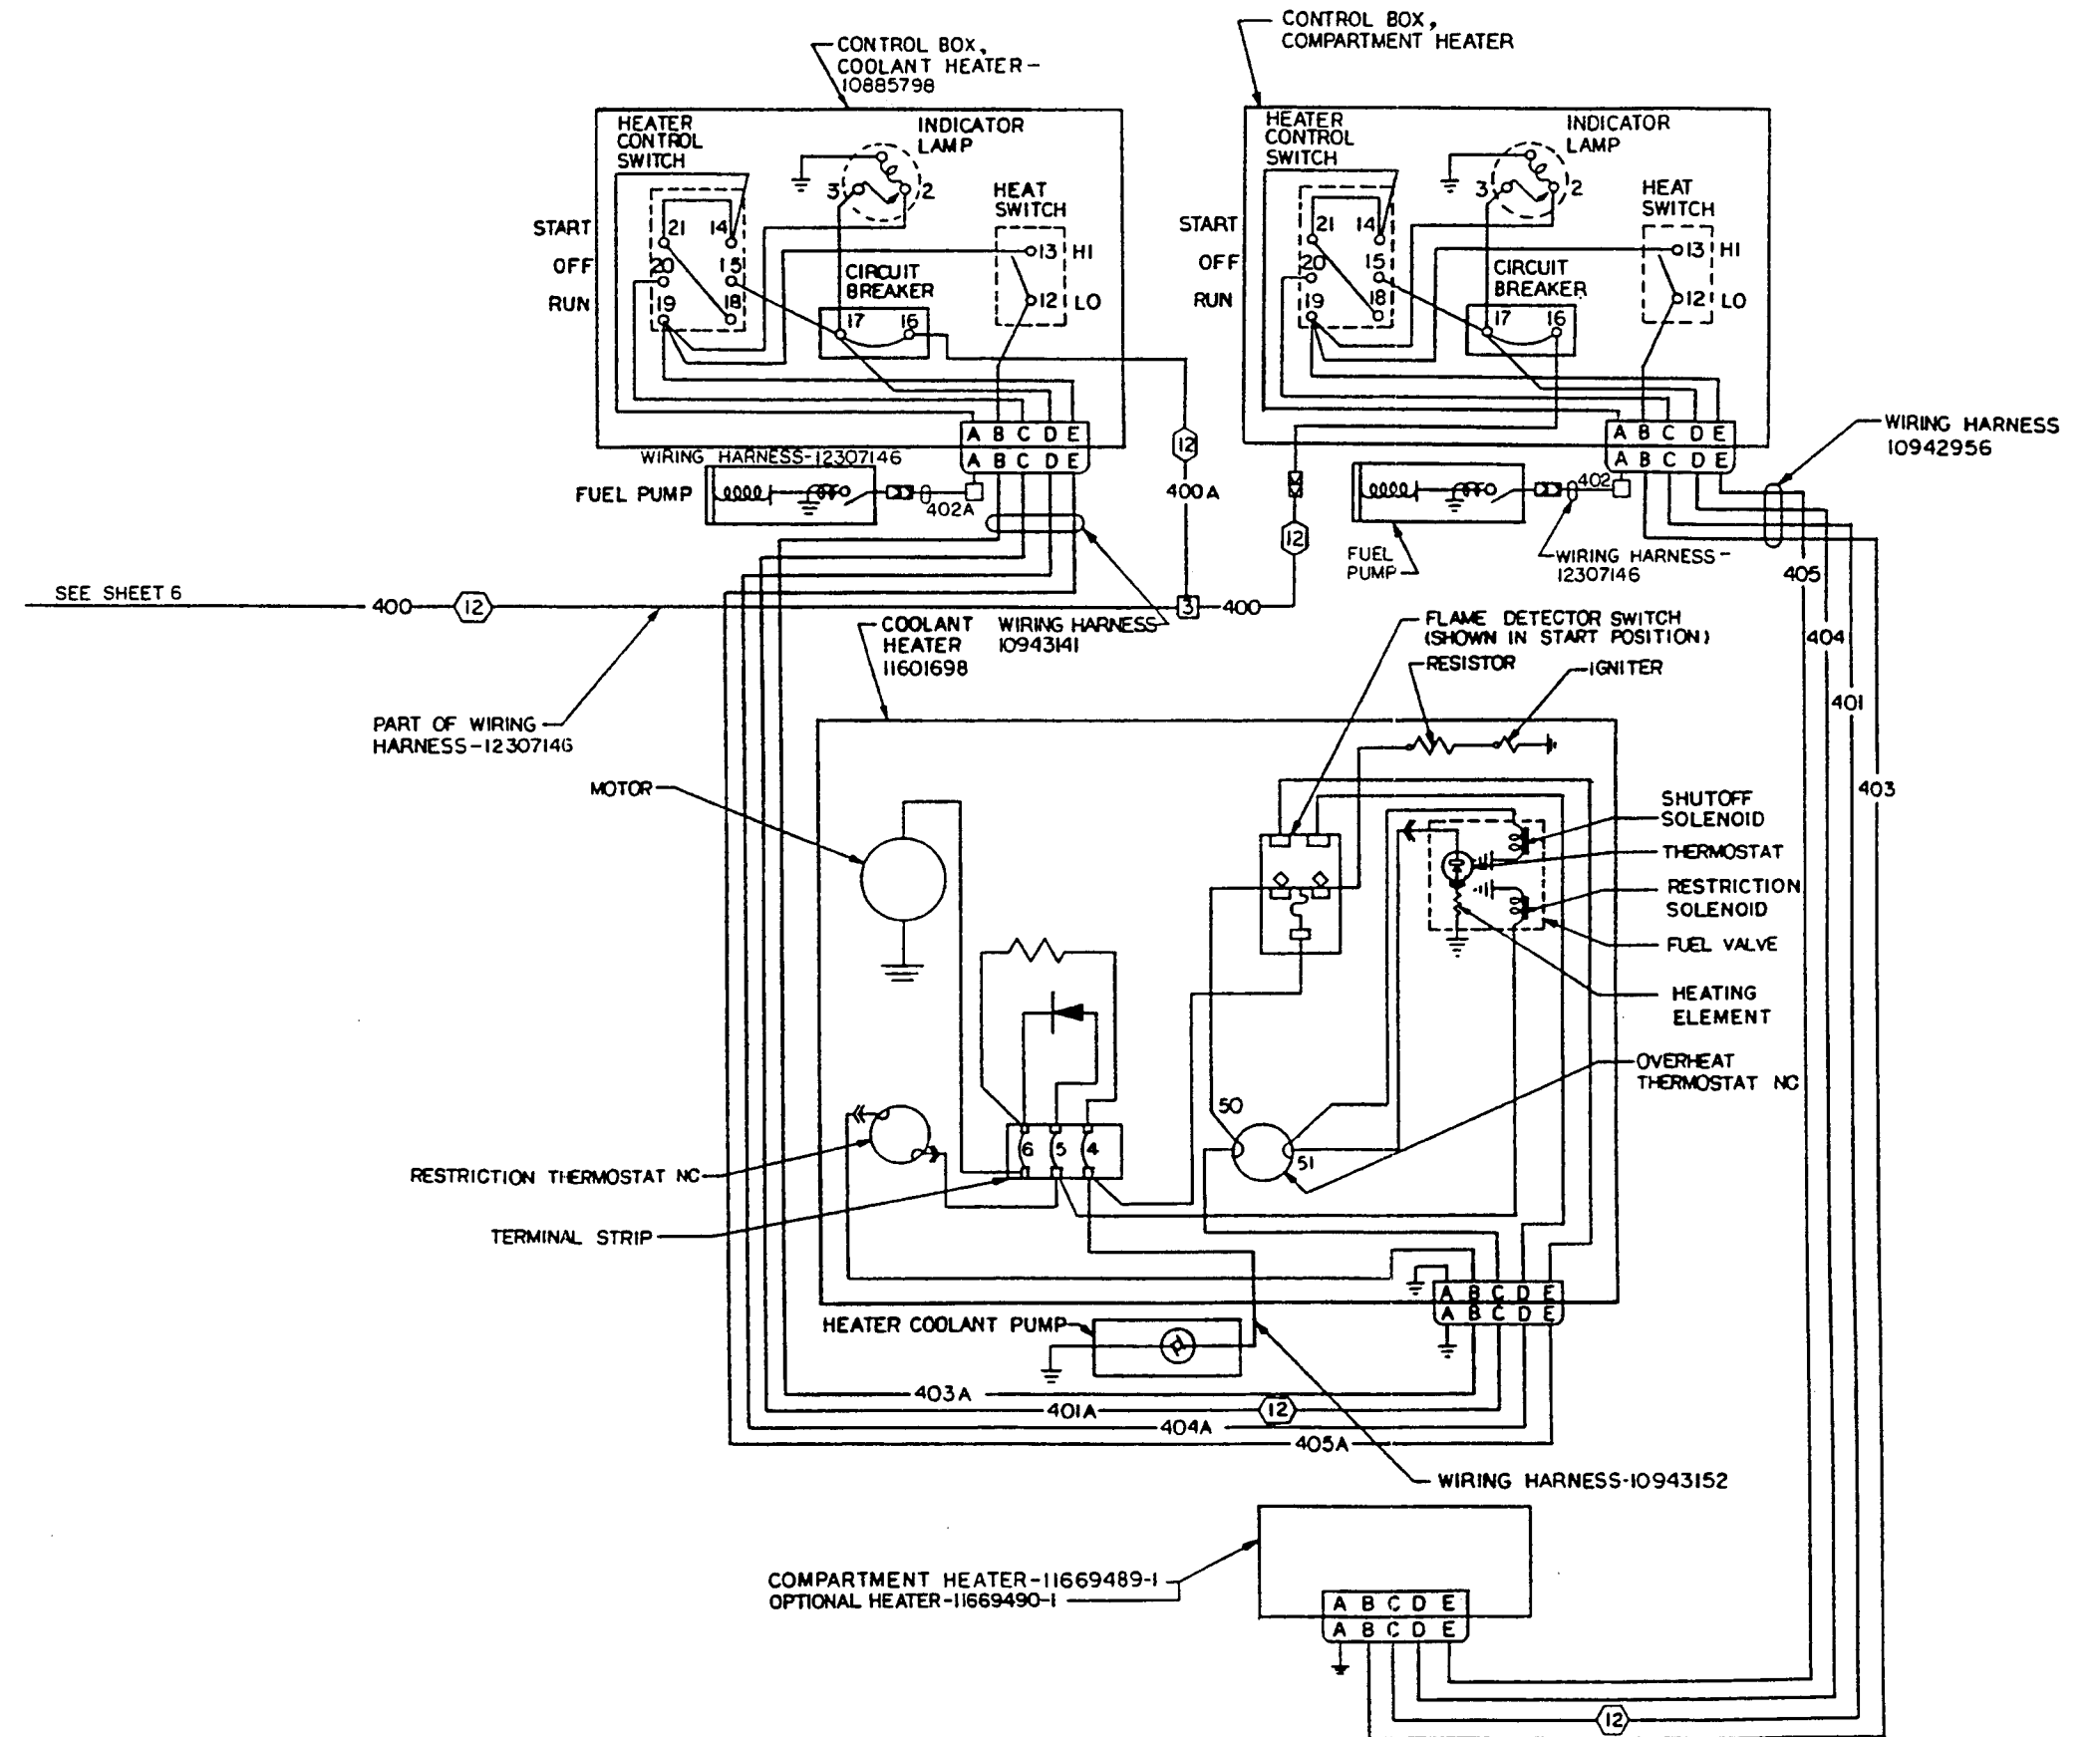 CONTROL BOX,
COOLANT HEATER-
10885798
CONTROL BOX,
COMPARTMENT HEATER
HEATER
CONTROL
SWITCH
INDICATOR
LAMP
3
2
HEAT
SWITCH
START
OFF
RUN
21
14
20
15
19
18
13
HI
12
LO
CIRCUIT
BREAKER
17
16
A B C D E
A B C D E
WIRING HARNESS-12307146
FUEL PUMP
402A
12
400A
HEATER
CONTROL
SWITCH
INDICATOR
LAMP
3
2
HEAT
SWITCH
START
OFF
RUN
21
14
20
15
19
18
13
HI
12
LO
CIRCUIT
BREAKER
17
16
A B C D E
A B C D E
WIRING HARNESS
10942956
402
12
FUEL
PUMP
WIRING HARNESS-
12307146
405
404
401
403
SEE SHEET 6
400
12
3
400
COOLANT
HEATER
11601698
WIRING HARNESS
10943141
FLAME DETECTOR SWITCH
(SHOWN IN START POSITION)
RESISTOR
IGNITER
PART OF WIRING
HARNESS-12307146
MOTOR
SHUTOFF
SOLENOID
THERMOSTAT
RESTRICTION
SOLENOID
FUEL VALVE
HEATING
ELEMENT
OVERHEAT
THERMOSTAT NC
50
51
6
5
4
RESTRICTION THERMOSTAT NC
TERMINAL STRIP
A B C D E
A B C D E
HEATER COOLANT PUMP
403A
401A
12
404A
405A
WIRING HARNESS-10943152
COMPARTMENT HEATER-11669489-1
OPTIONAL HEATER-11669490-1
A B C D E
A B C D E
12